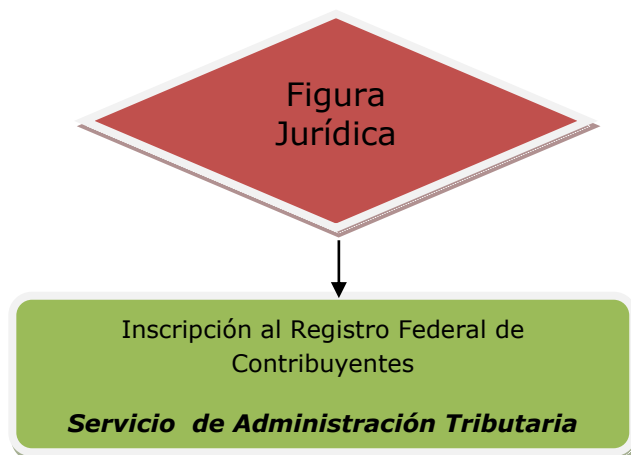 Figura
Jurídica
Inscripción al Registro Federal de
Contribuyentes
Servicio de Administración Tributaria